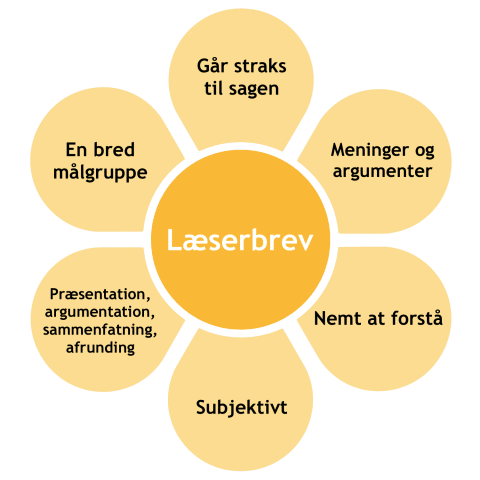 Læserbrev
Går straks
til sagen
Meninger og
argumenter
Nemt at forstå
Subjektivt
Præsentation,
argumentation,
sammenfatning,
afrunding
En bred
målgruppe